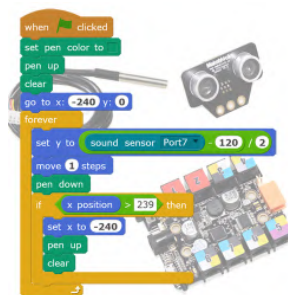 when clicked
set pen color to
pen up
clear
go to x: -240 y: 0
forever
set y to sound sensor Port7 - 120 / 2
move 1 steps
pen down
if x position > 239 then
set x to -240
pen up
clear